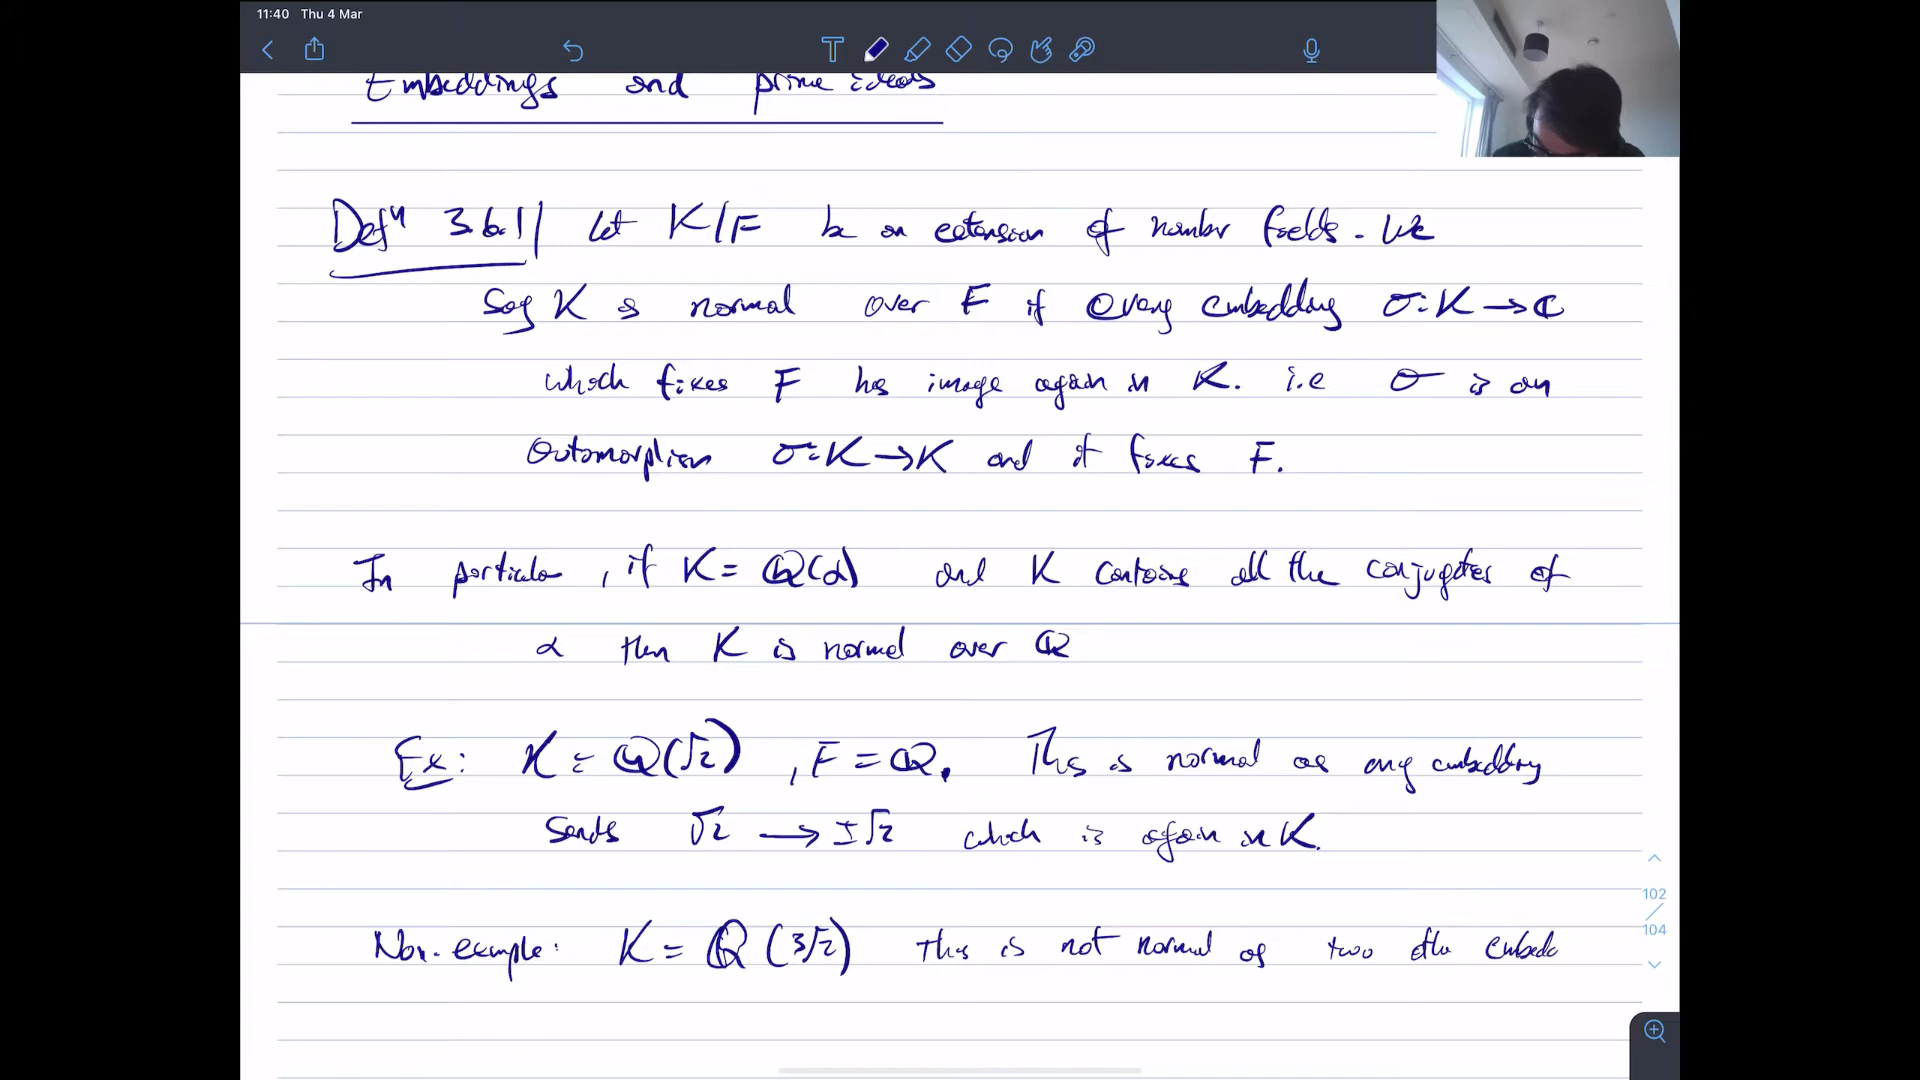 11:40 Thu 4 Mar
Embeddings and prime ideals
Defⁿ 3.6.1 | Let K/F be an extension of number fields. We
say K is normal over F if every embedding σ: K → ℂ
which fixes F has image again in K. i.e σ is an
automorphism σ: K → K and it fixes F.
In particular, if K = ℚ(α) and K contains all the conjugates of
α then K is normal over ℚ
Ex: K = ℚ(√2), F = ℚ. This is normal as any embedding
sends √2 → ±√2 which is again in K.
Non-example: K = ℚ(3√2) This is not normal as two of the embedd
102
104